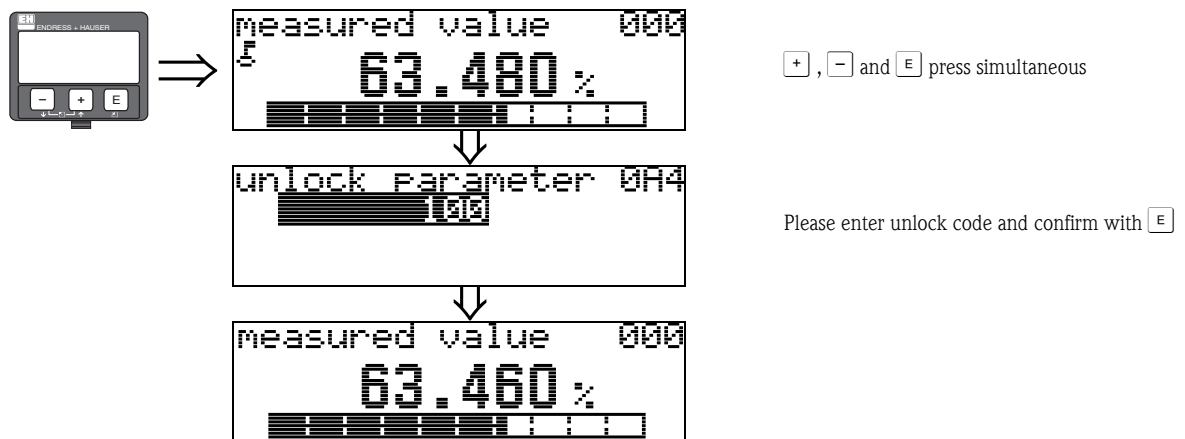 EH ENDRESS + HAUSER
- + E
measured value 000
63.480 %
+ , - and E press simultaneous
unlock parameter 0A4
100
Please enter unlock code and confirm with E
measured value 000
63.460 %